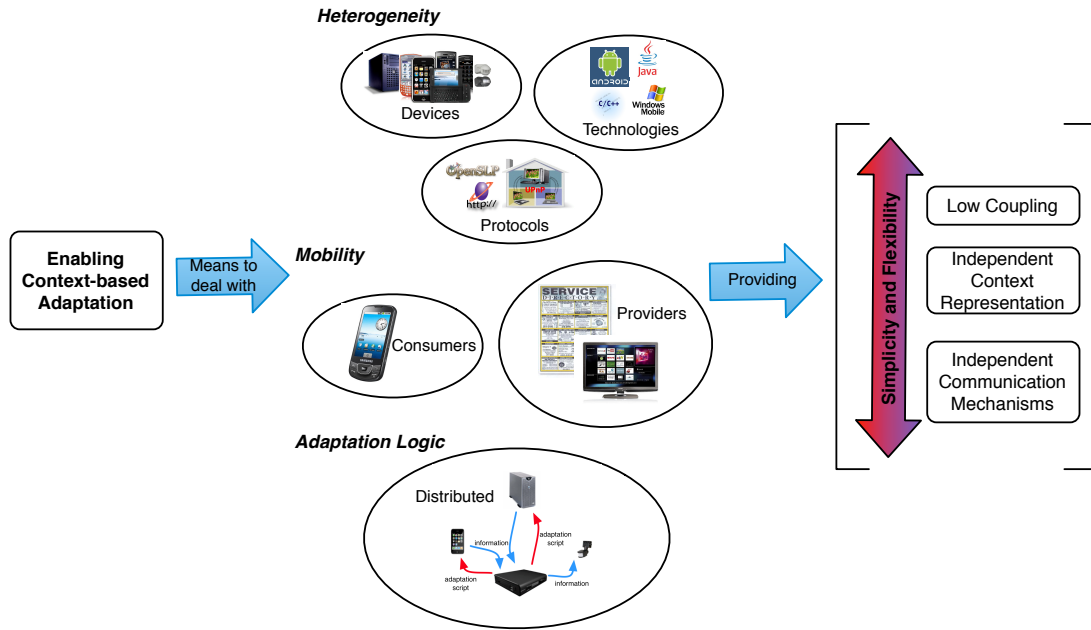 Heterogeneity
Devices
ANDROID
Java
C/C++
Windows
Mobile
Technologies
OpenSLP
http://
UPnP
Protocols
Enabling
Context-based
Adaptation
Means to
deal with
Mobility
Consumers
SERVICE
DIRECTORY
Providers
Providing
Simplicity and Flexibility
Low Coupling
Independent
Context
Representation
Independent
Communication
Mechanisms
Adaptation Logic
Distributed
information
adaptation
script
adaptation
script
information